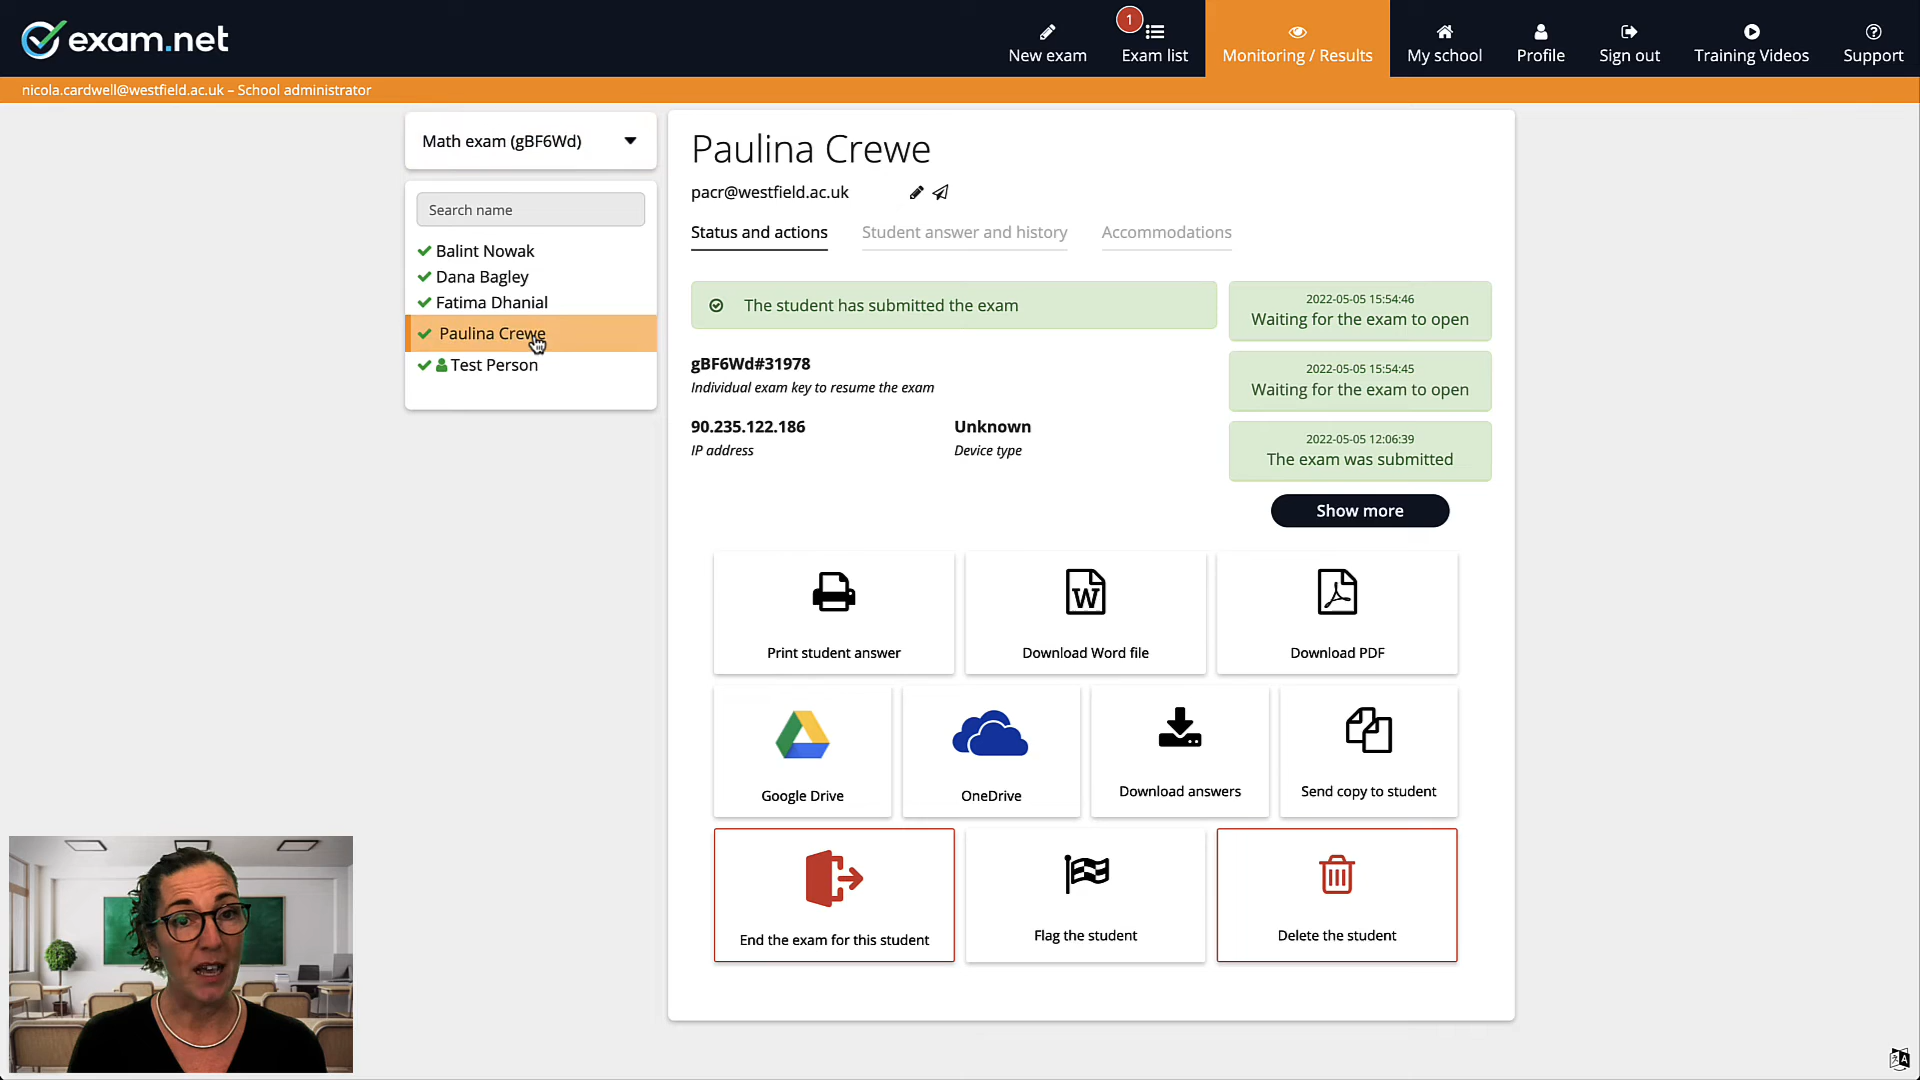 exam.net
New exam
1
Exam list
Monitoring / Results
My school
Profile
Sign out
Training Videos
Support
nicola.cardwell@westfield.ac.uk – School administrator
Math exam (gBF6Wd)
Search name
Balint Nowak
Dana Bagley
Fatima Dhanial
Paulina Crewe
Test Person
Paulina Crewe
pacr@westfield.ac.uk
Status and actions
Student answer and history
Accommodations
The student has submitted the exam
gBF6Wd#31978
Individual exam key to resume the exam
90.235.122.186
IP address
Unknown
Device type
2022-05-05 15:54:46
Waiting for the exam to open
2022-05-05 15:54:45
Waiting for the exam to open
2022-05-05 12:06:39
The exam was submitted
Show more
Print student answer
W
Download Word file
Download PDF
Google Drive
OneDrive
Download answers
Send copy to student
End the exam for this student
Flag the student
Delete the student
A